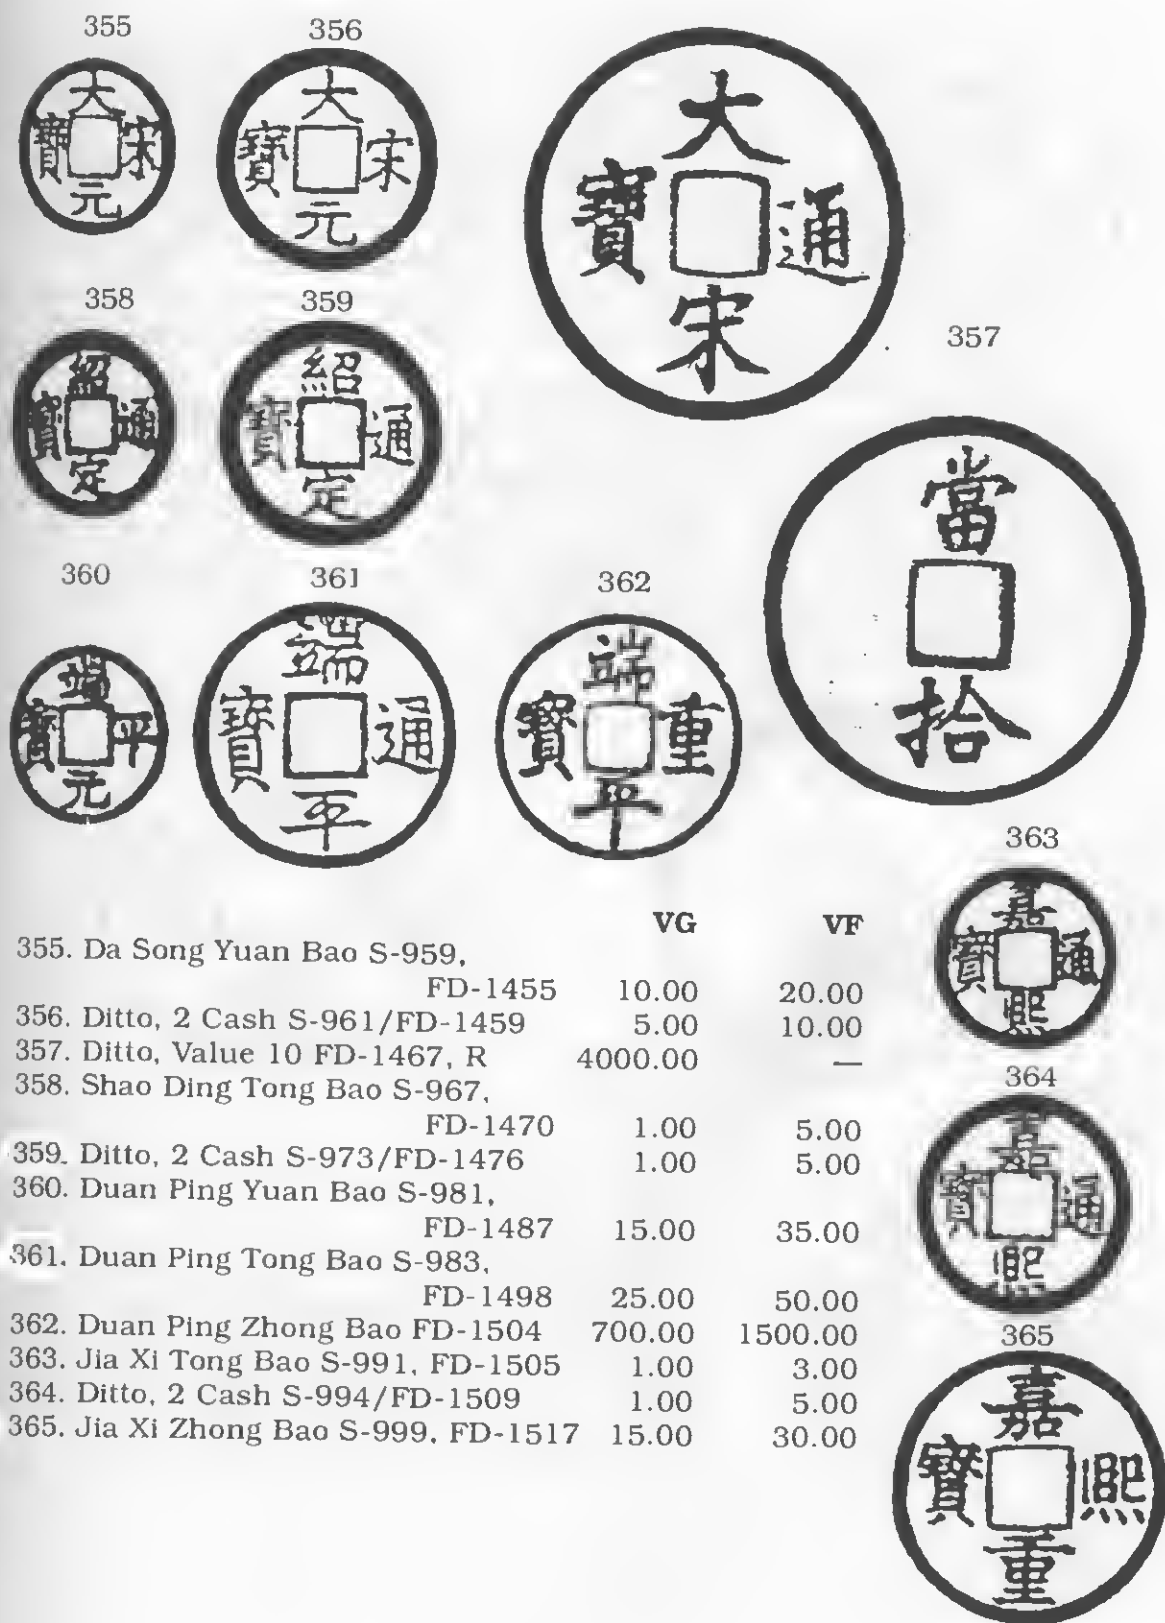 355
356
大宋元寶
大宋元寶
大宋通寶
358
359
357
紹定通寶
紹定通寶
當拾
360
361
362
端平元寶
端平通寶
端平重寶
363
嘉熙通寶
364
嘉熙通寶
365
嘉熙重寶
VG VF
355. Da Song Yuan Bao S-959,
FD-1455 10.00 20.00
356. Ditto, 2 Cash S-961/FD-1459 5.00 10.00
357. Ditto, Value 10 FD-1467, R 4000.00 —
358. Shao Ding Tong Bao S-967,
FD-1470 1.00 5.00
359. Ditto, 2 Cash S-973/FD-1476 1.00 5.00
360. Duan Ping Yuan Bao S-981,
FD-1487 15.00 35.00
361. Duan Ping Tong Bao S-983,
FD-1498 25.00 50.00
362. Duan Ping Zhong Bao FD-1504 700.00 1500.00
363. Jia Xi Tong Bao S-991, FD-1505 1.00 3.00
364. Ditto, 2 Cash S-994/FD-1509 1.00 5.00
365. Jia Xi Zhong Bao S-999, FD-1517 15.00 30.00